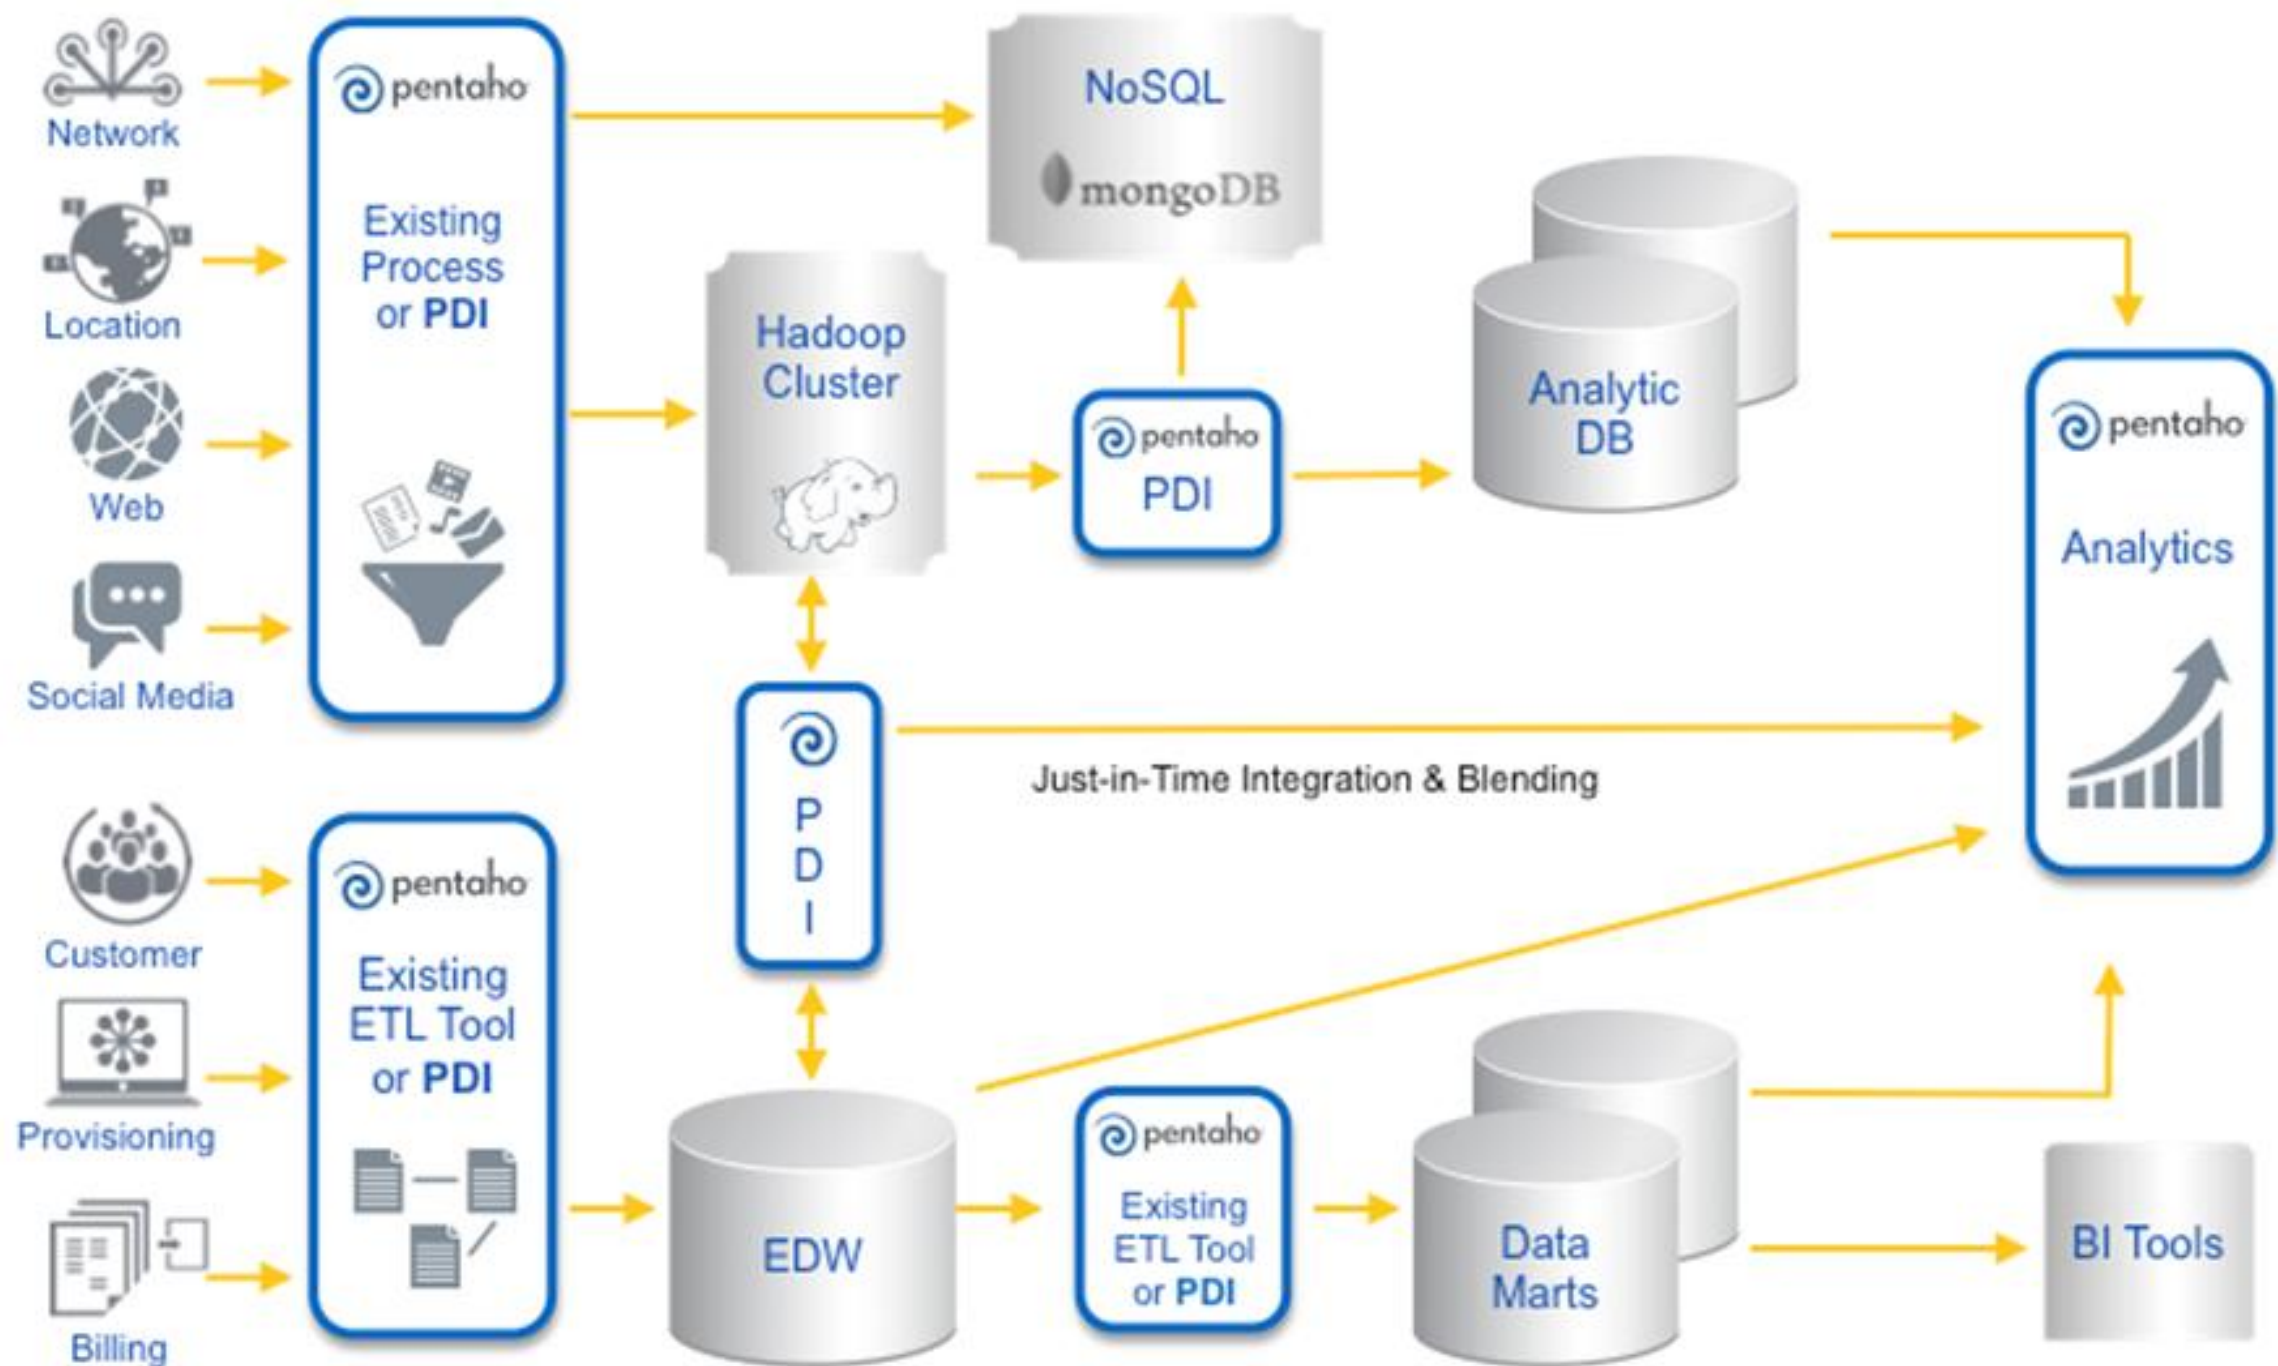 Network
Location
Web
Social Media
pentaho
Existing
Process
or PDI
NoSQL
mongoDB
Hadoop
Cluster
pentaho
PDI
Analytic
DB
pentaho
Analytics
P
D
I
Just-in-Time Integration & Blending
Customer
Provisioning
Billing
pentaho
Existing
ETL Tool
or PDI
EDW
pentaho
Existing
ETL Tool
or PDI
Data
Marts
BI Tools